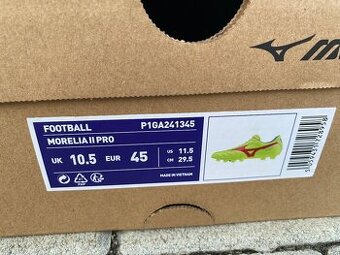 MIZ
FOOTBALL P1GA241345
MORELIA II PRO
UK 10.5 EUR 45 US 11.5
CM 29.5
MADE IN VIETNAM